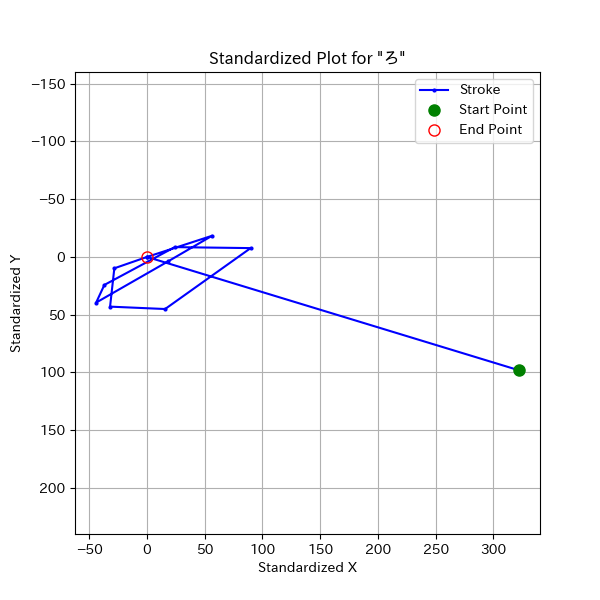 Standardized Plot for "ろ"
Stroke
Start Point
End Point
−150
−100
−50
0
50
100
150
200
Standardized Y
−50 0 50 100 150 200 250 300
Standardized X